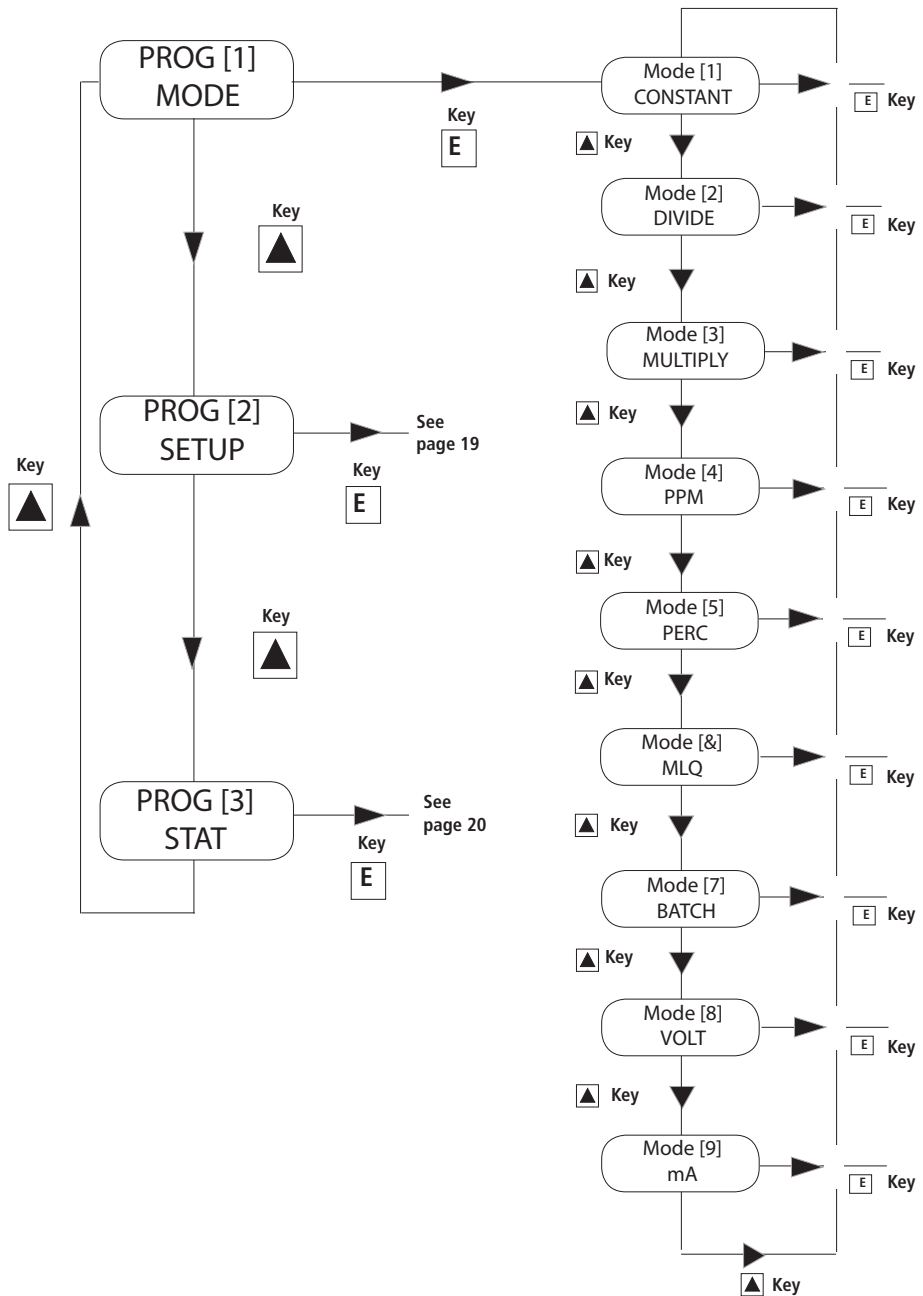 PROG [1]
MODE
Key
E
Key
▲
PROG [2]
SETUP
See
page 19
Key
E
Key
▲
Key
▲
PROG [3]
STAT
See
page 20
Key
E
Mode [1]
CONSTANT
E Key
▲ Key
Mode [2]
DIVIDE
E Key
▲ Key
Mode [3]
MULTIPLY
E Key
▲ Key
Mode [4]
PPM
E Key
▲ Key
Mode [5]
PERC
E Key
▲ Key
Mode [&]
MLQ
E Key
▲ Key
Mode [7]
BATCH
E Key
▲ Key
Mode [8]
VOLT
E Key
▲ Key
Mode [9]
mA
E Key
▲ Key